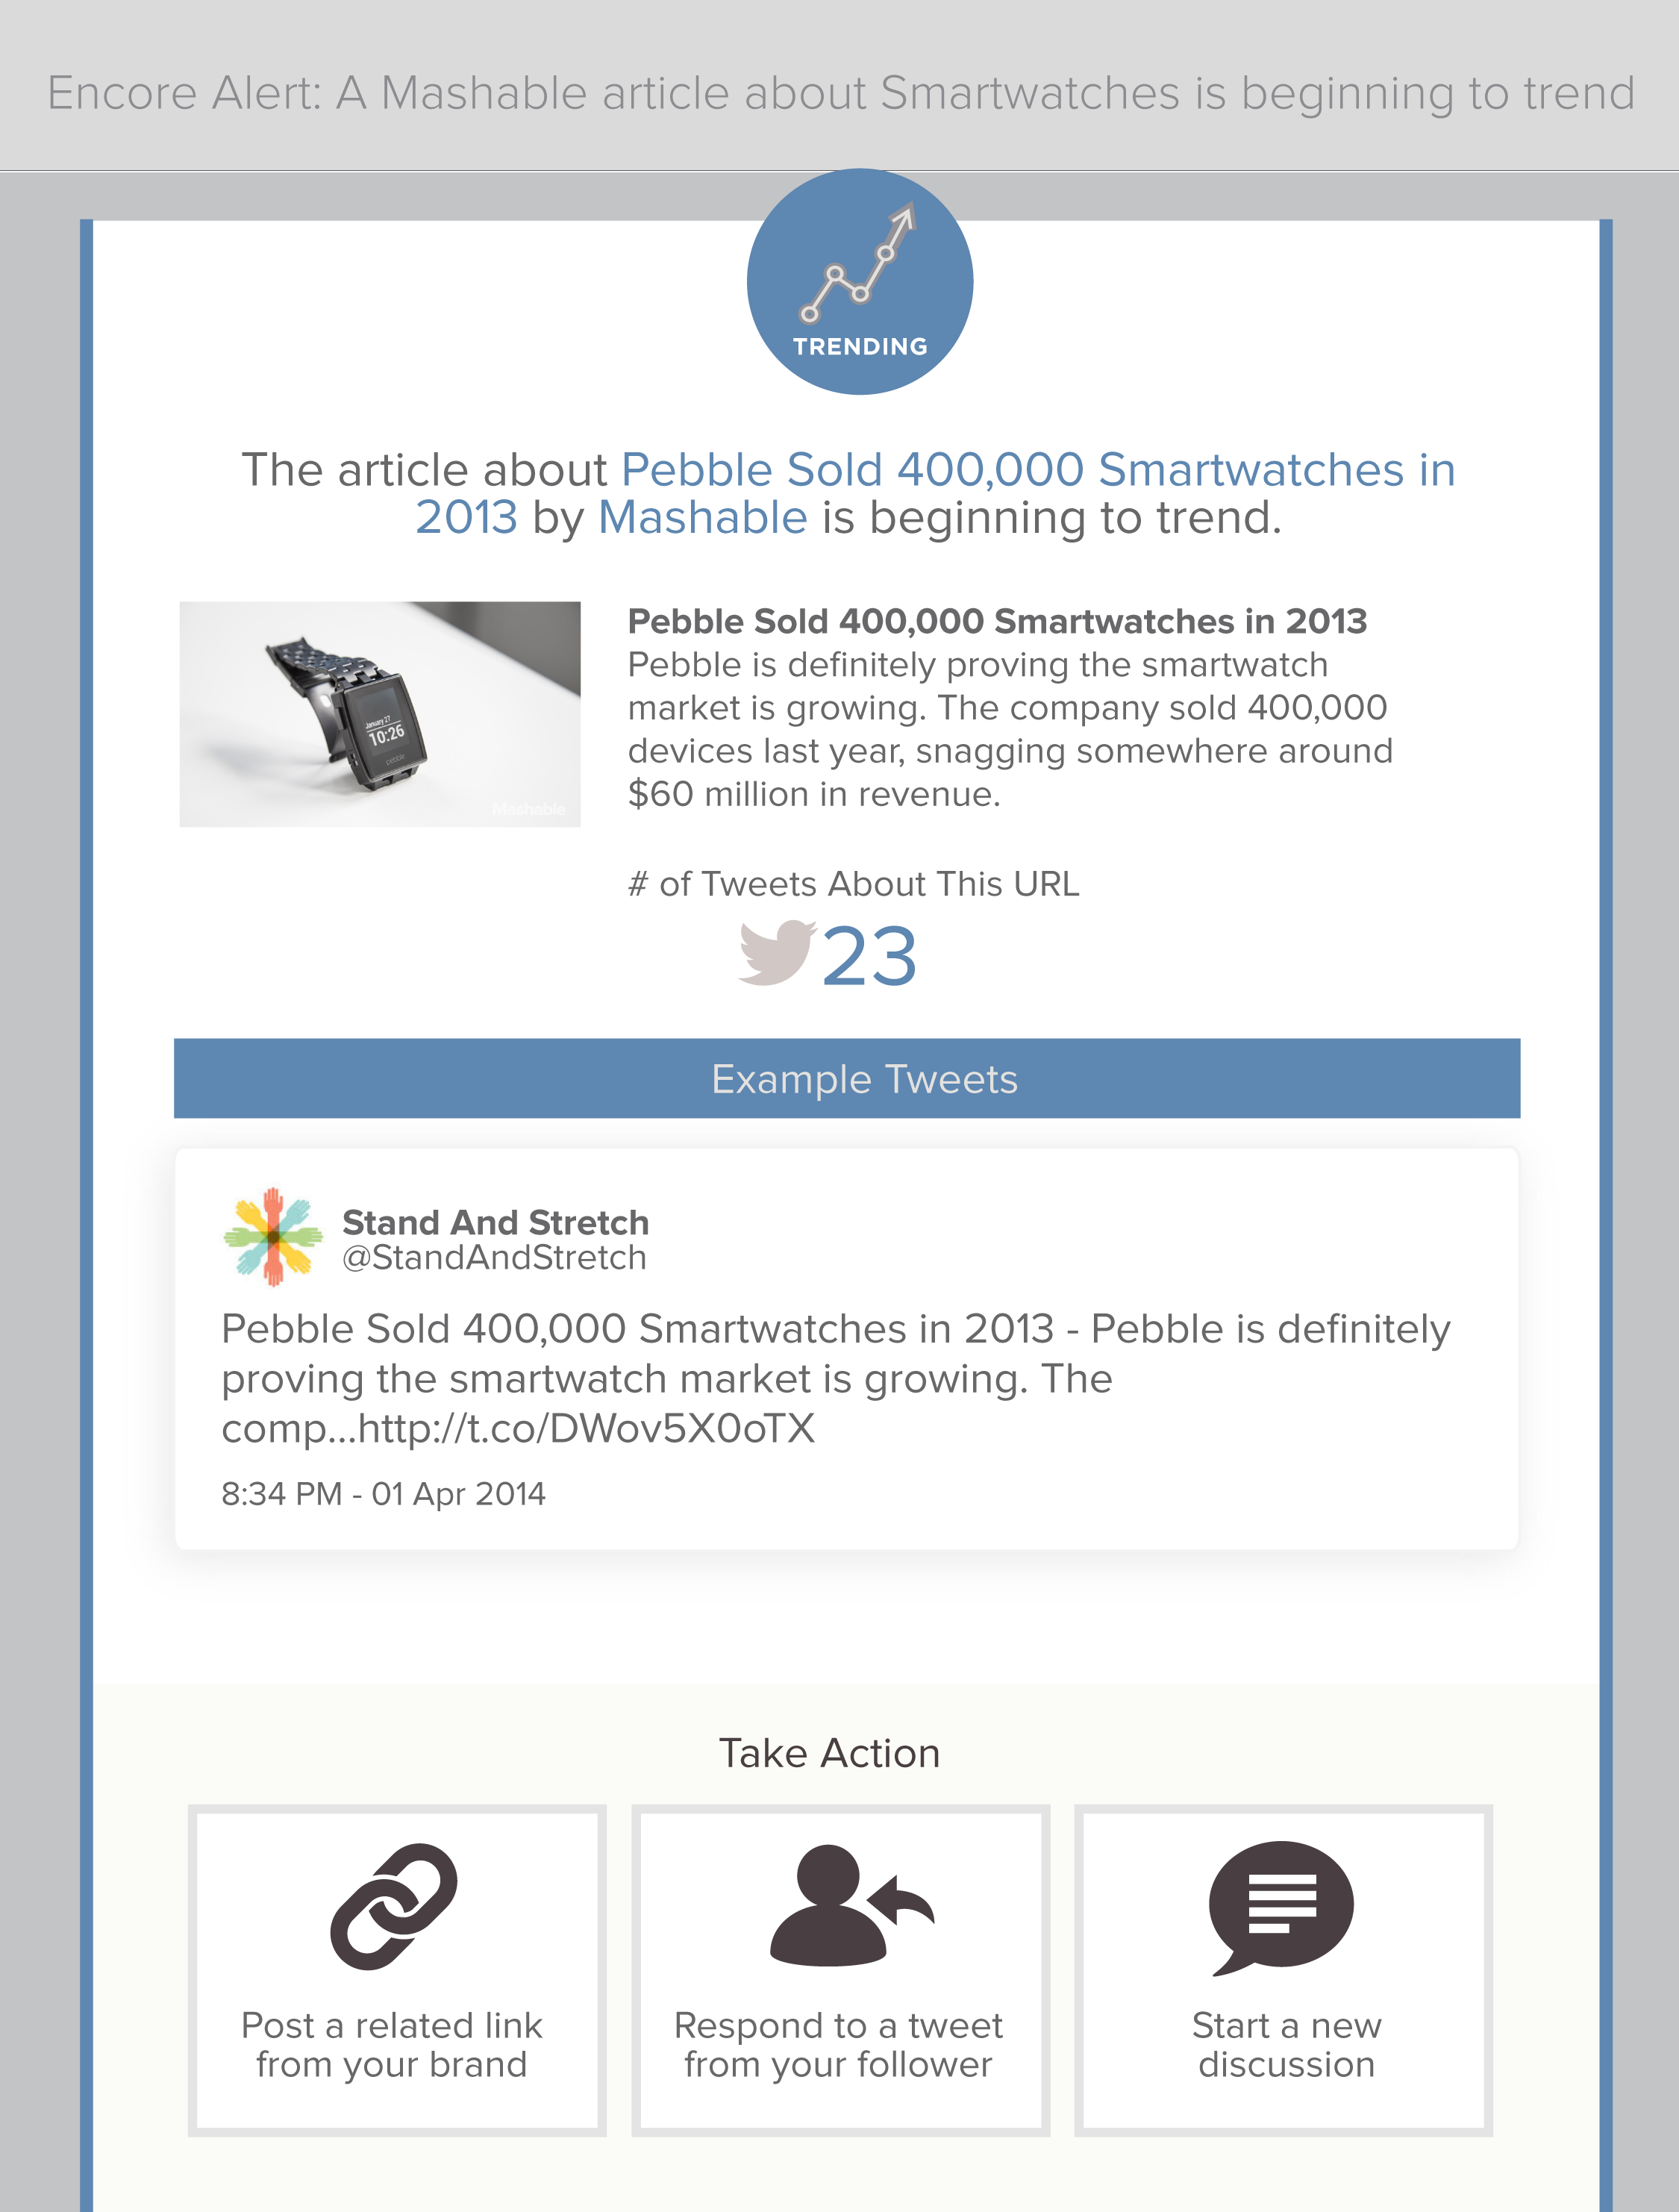 Encore Alert: A Mashable article about Smartwatches is beginning to trend
TRENDING
The article about Pebble Sold 400,000 Smartwatches in
2013 by Mashable is beginning to trend.
January 27
10:26
pebble
Mashable
Pebble Sold 400,000 Smartwatches in 2013
Pebble is definitely proving the smartwatch
market is growing. The company sold 400,000
devices last year, snagging somewhere around
$60 million in revenue.
# of Tweets About This URL
23
Example Tweets
Stand And Stretch
@StandAndStretch
Pebble Sold 400,000 Smartwatches in 2013 - Pebble is definitely
proving the smartwatch market is growing. The
comp...http://t.co/DWov5X0oTX
8:34 PM - 01 Apr 2014
Take Action
Post a related link
from your brand
Respond to a tweet
from your follower
Start a new
discussion